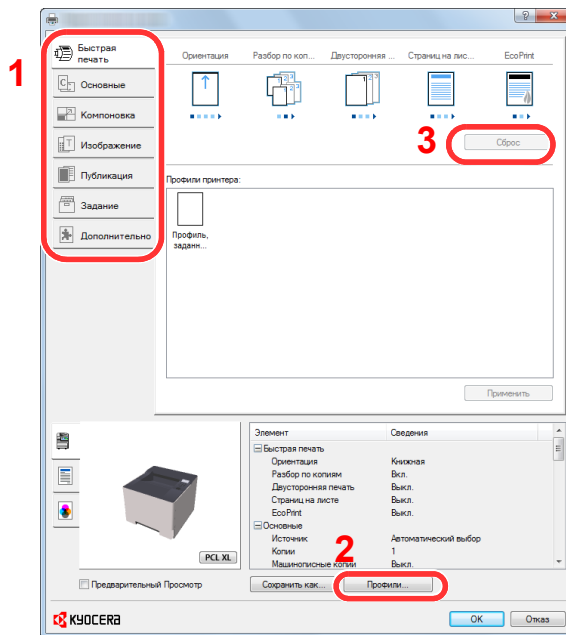 1
Быстрая
печать
Основные
Компоновка
Изображение
Публикация
Задание
Дополнительно
Ориентация Разбор по коп... Двусторонняя ... Страниц на лис... EcoPrint
3
Сброс
Профили принтера:
Профиль,
заданн...
Применить
Элемент Сведения
Быстрая печать
Ориентация Книжная
Разбор по копиям Вкл.
Двусторонняя печать Выкл.
Страниц на листе Выкл.
EcoPrint Выкл.
Основные
Источник Автоматический выбор
Копии 1
Машинописные копии Выкл.
2
PCL XL
Предварительный Просмотр
Сохранить как... Профили...
KYOCERA
OK Отказ